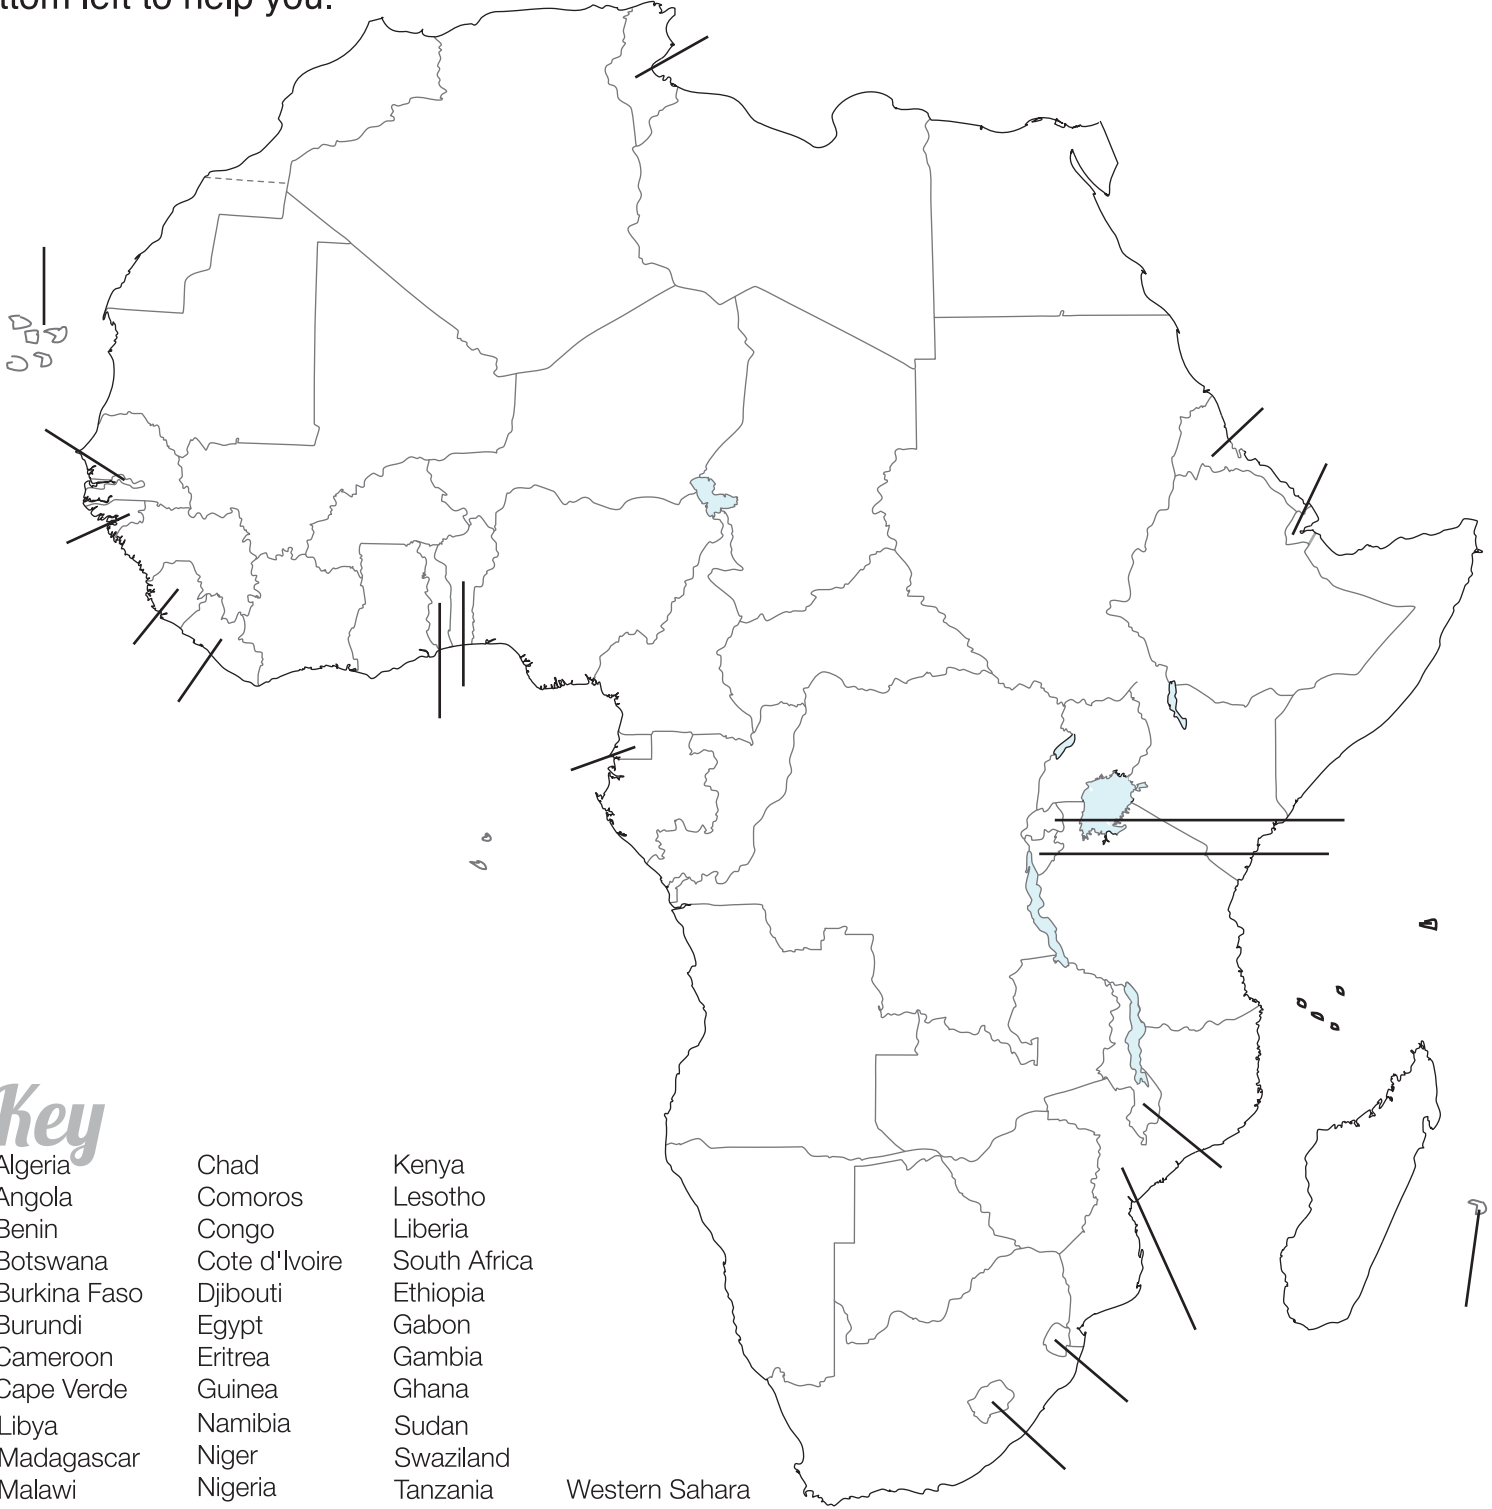 ttom left to help you.
Key
Algeria
Angola
Benin
Botswana
Burkina Faso
Burundi
Cameroon
Cape Verde
Libya
Madagascar
Malawi
Chad
Comoros
Congo
Cote d'Ivoire
Djibouti
Egypt
Eritrea
Guinea
Namibia
Niger
Nigeria
Kenya
Lesotho
Liberia
South Africa
Ethiopia
Gabon
Gambia
Ghana
Sudan
Swaziland
Tanzania
Western Sahara